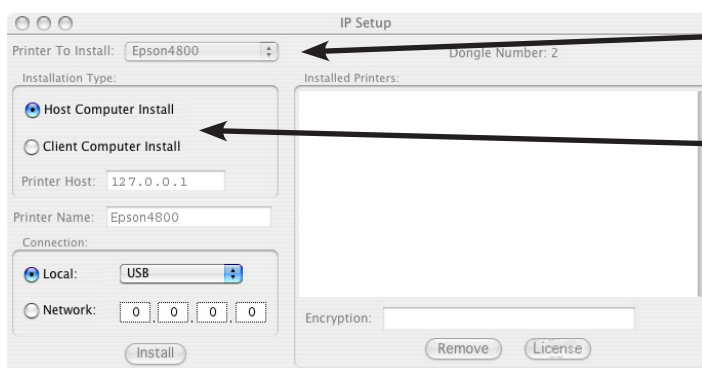 IP Setup
Printer To Install: Epson4800
Dongle Number: 2
Installation Type:
Host Computer Install
Client Computer Install
Printer Host: 127.0.0.1
Printer Name: Epson4800
Connection:
Local: USB
Network: 0.0.0.0
Install
Installed Printers:
Encryption:
Remove License